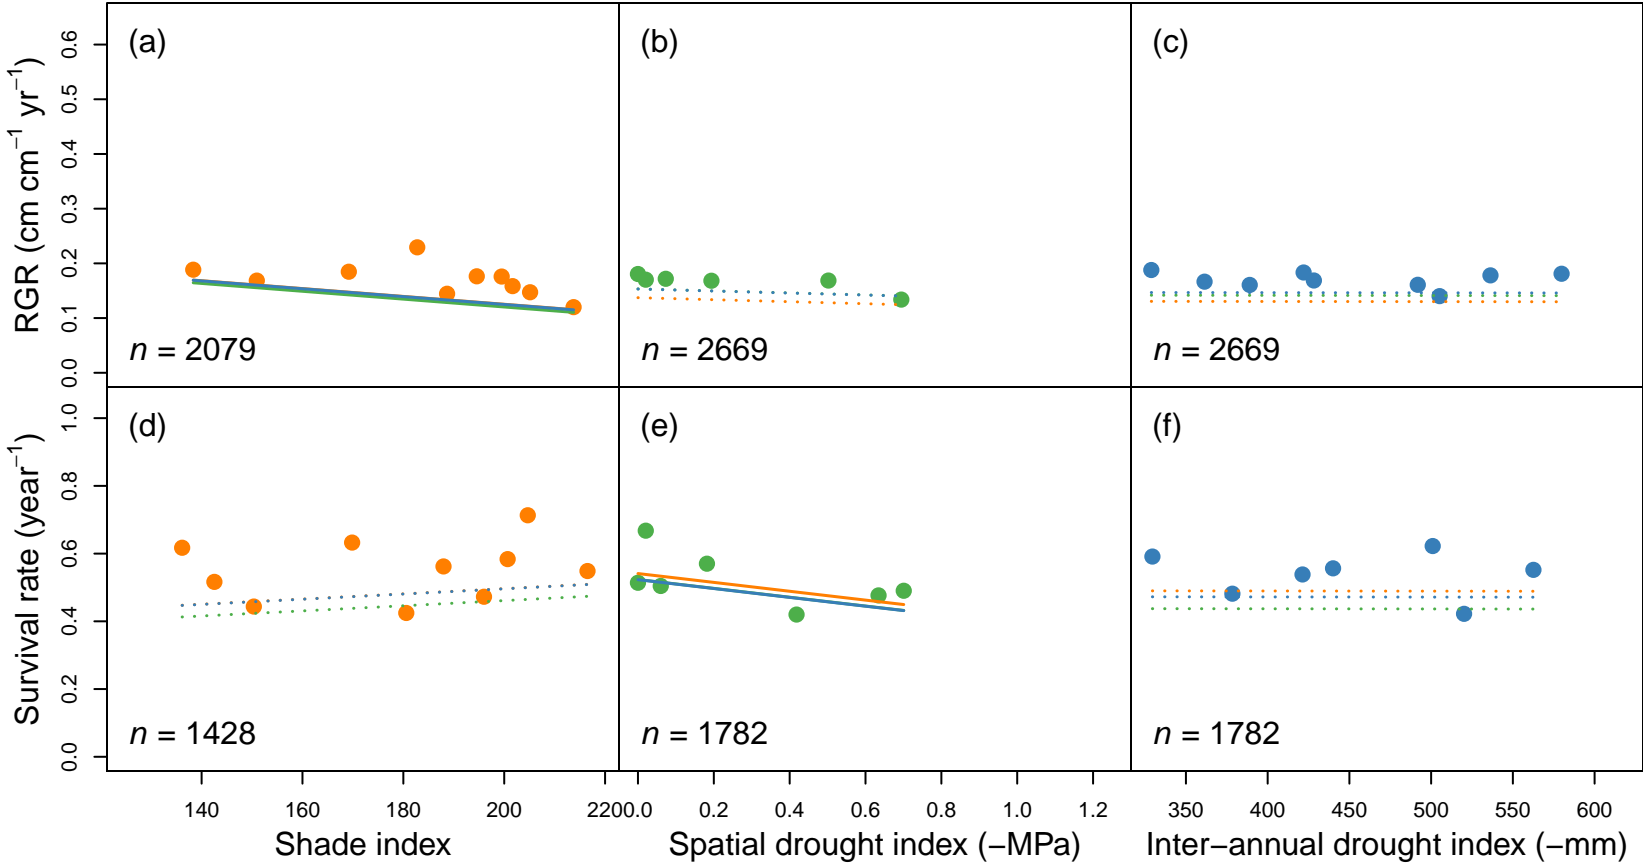 (a)
(b)
(c)
RGR (cm cm⁻¹ yr⁻¹)
0.0 0.1 0.2 0.3 0.4 0.5 0.6
n = 2079
n = 2669
n = 2669
(d)
(e)
(f)
Survival rate (year⁻¹)
0.0 0.2 0.4 0.6 0.8 1.0
n = 1428
n = 1782
n = 1782
140 160 180 200 220
0.0 0.2 0.4 0.6 0.8 1.0 1.2
350 400 450 500 550 600
Shade index
Spatial drought index (−MPa)
Inter−annual drought index (−mm)